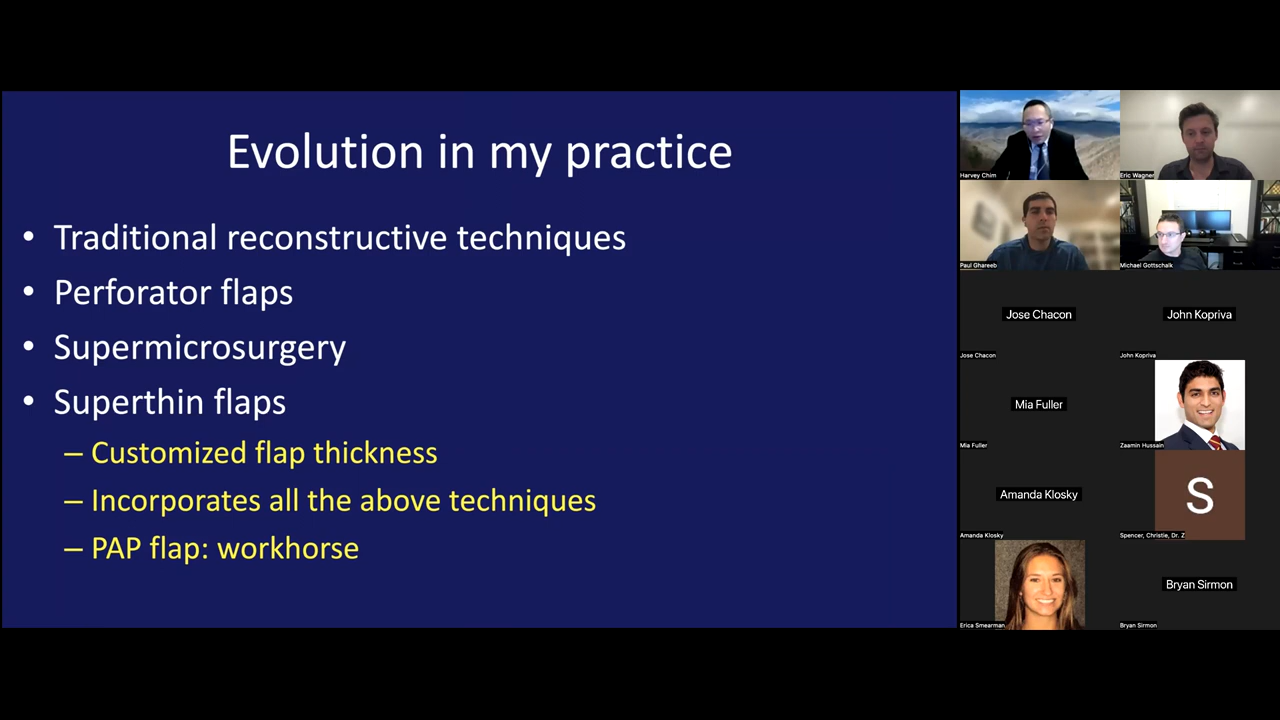 Evolution in my practice
• Traditional reconstructive techniques
• Perforator flaps
• Supermicrosurgery
• Superthin flaps
– Customized flap thickness
– Incorporates all the above techniques
– PAP flap: workhorse
Harvey Chim
Eric Wagner
Paul Ghareeb
Michael Gottschalk
Jose Chacon
Jose Chacon
John Kopriva
John Kopriva
Mia Fuller
Mia Fuller
Zaamin Hussain
Amanda Klosky
Amanda Klosky
S
Spencer, Christie, Dr. Z
Erica Smearman
Bryan Sirmon
Bryan Sirmon